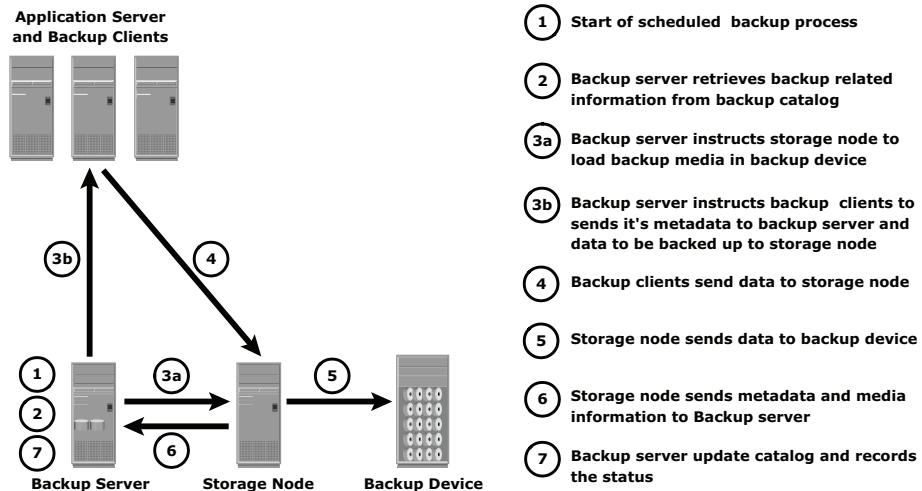 Application Server
and Backup Clients
3b
4
1
2
7
3a
6
5
Backup Server
Storage Node
Backup Device
1 Start of scheduled backup process
2 Backup server retrieves backup related
information from backup catalog
3a Backup server instructs storage node to
load backup media in backup device
3b Backup server instructs backup clients to
sends it's metadata to backup server and
data to be backed up to storage node
4 Backup clients send data to storage node
5 Storage node sends data to backup device
6 Storage node sends metadata and media
information to Backup server
7 Backup server update catalog and records
the status